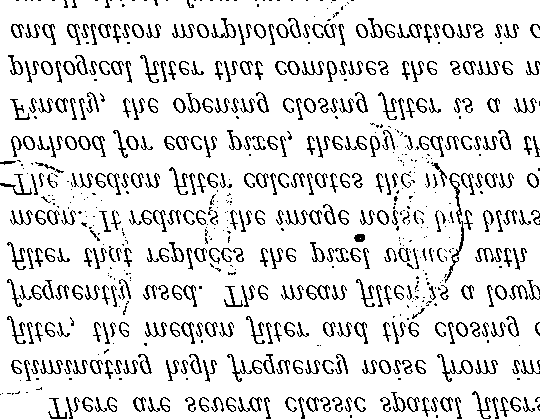 There are several classic spatial filters
eliminating high frequency noise from im
filter, the median filter and the closing o
frequently used. The mean filter is a lowp
filter that replaces the pixel values with
mean. It reduces the image noise but blurs
The median filter calculates the median o
borhood for each pixel, thereby reducing th
Finally, the opening closing filter is a m
phological filter that combines the same n
and dilation morphological operations in o